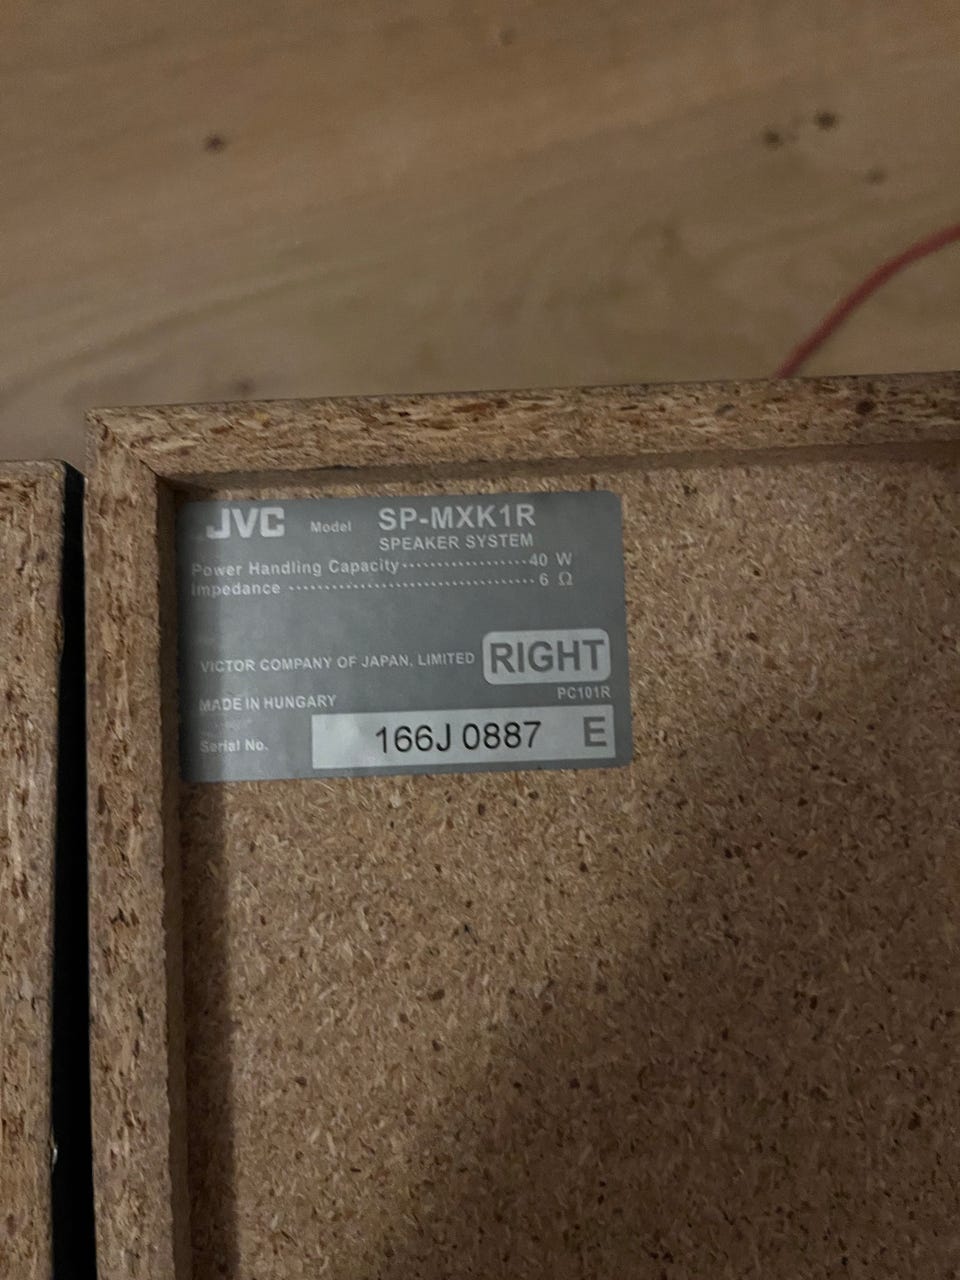 JVC Model SP-MXK1R
SPEAKER SYSTEM
Power Handling Capacity··················40 W
Impedance ···································· 6 Ω
VICTOR COMPANY OF JAPAN, LIMITED RIGHT
MADE IN HUNGARY PC101R
Serial No. 166J 0887 E